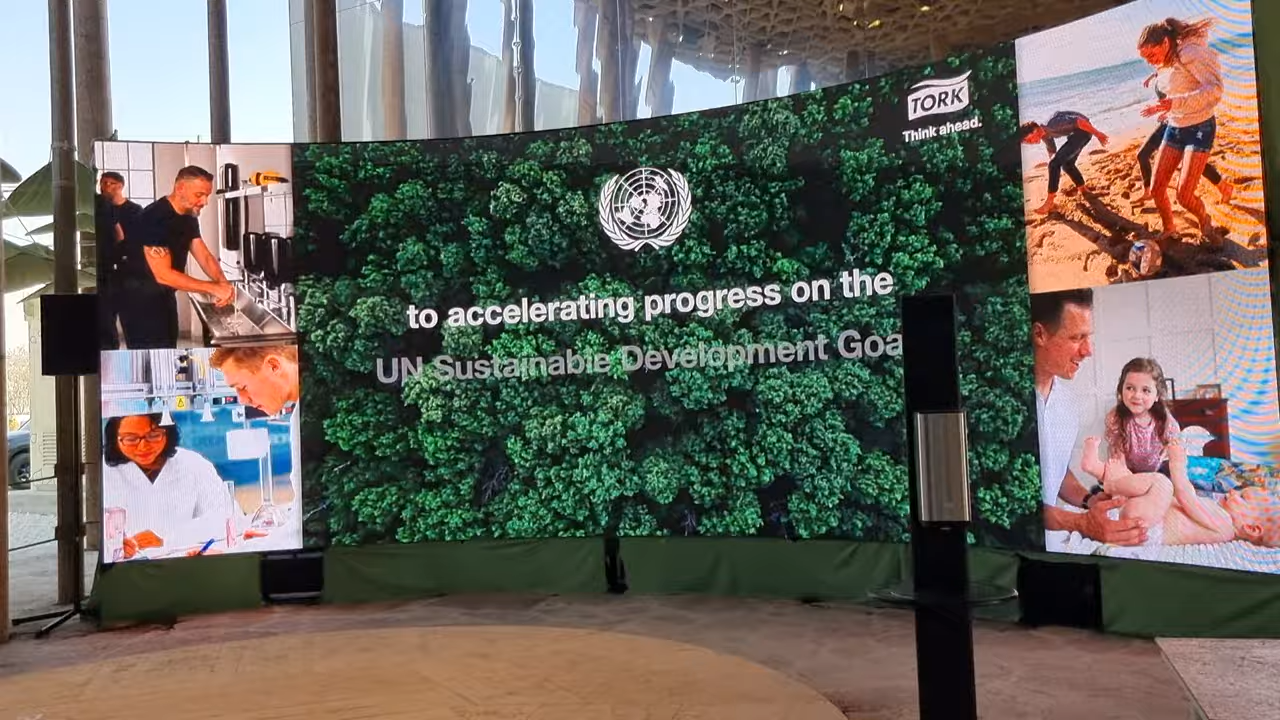 TORK
Think ahead.
to accelerating progress on the
UN Sustainable Development Goa